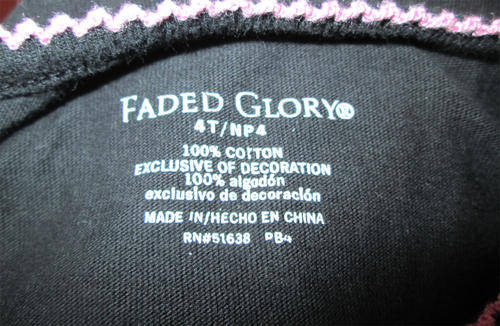 FADED GLORY®
4T/NP4
100% COTTON
EXCLUSIVE OF DECORATION
100% algodón
exclusivo de decoración
MADE IN/HECHO EN CHINA
RN#51638 PB4